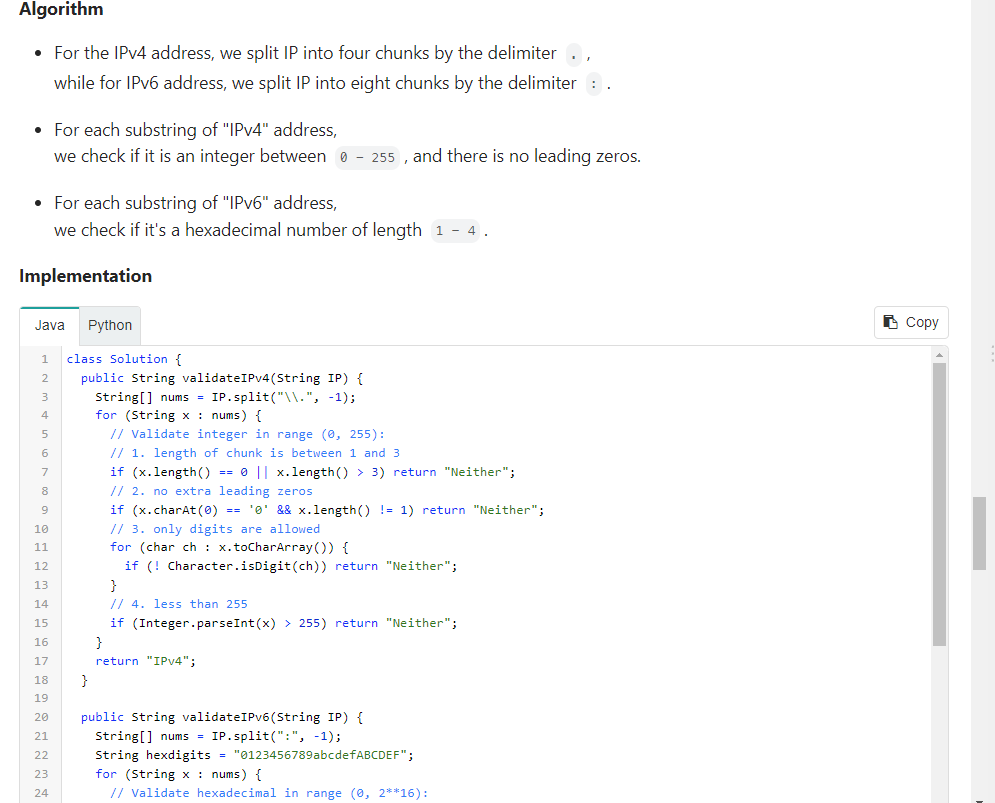 Algorithm
For the IPv4 address, we split IP into four chunks by the delimiter . ,
while for IPv6 address, we split IP into eight chunks by the delimiter : .
For each substring of "IPv4" address,
we check if it is an integer between 0 - 255 , and there is no leading zeros.
For each substring of "IPv6" address,
we check if it's a hexadecimal number of length 1 - 4 .
Implementation
Java Python Copy
1 class Solution {
2 public String validateIPv4(String IP) {
3 String[] nums = IP.split("\\.", -1);
4 for (String x : nums) {
5 // Validate integer in range (0, 255):
6 // 1. length of chunk is between 1 and 3
7 if (x.length() == 0 || x.length() > 3) return "Neither";
8 // 2. no extra leading zeros
9 if (x.charAt(0) == '0' && x.length() != 1) return "Neither";
10 // 3. only digits are allowed
11 for (char ch : x.toCharArray()) {
12 if (! Character.isDigit(ch)) return "Neither";
13 }
14 // 4. less than 255
15 if (Integer.parseInt(x) > 255) return "Neither";
16 }
17 return "IPv4";
18 }
19
20 public String validateIPv6(String IP) {
21 String[] nums = IP.split(":", -1);
22 String hexdigits = "0123456789abcdefABCDEF";
23 for (String x : nums) {
24 // Validate hexadecimal in range (0, 2**16):